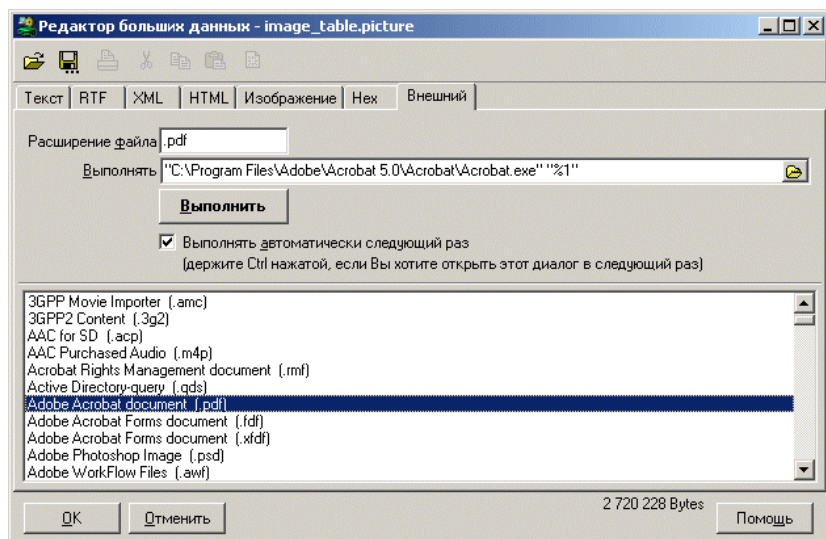 Редактор больших данных - image_table.picture
Текст RTF XML HTML Изображение Hex Внешний
Расширение файла .pdf
Выполнять "C:\Program Files\Adobe\Acrobat 5.0\Acrobat\Acrobat.exe" "%1"
Выполнить
Выполнять автоматически следующий раз
(держите Ctrl нажатой, если Вы хотите открыть этот диалог в следующий раз)
3GPP Movie Importer (.amc)
3GPP2 Content (.3g2)
AAC for SD (.acp)
AAC Purchased Audio (.m4p)
Acrobat Rights Management document (.rmf)
Active Directory-query (.qds)
Adobe Acrobat document (.pdf)
Adobe Acrobat Forms document (.fdf)
Adobe Acrobat Forms document (.xfdf)
Adobe Photoshop Image (.psd)
Adobe WorkFlow Files (.awf)
2 720 228 Bytes
OK Отменить Помощь